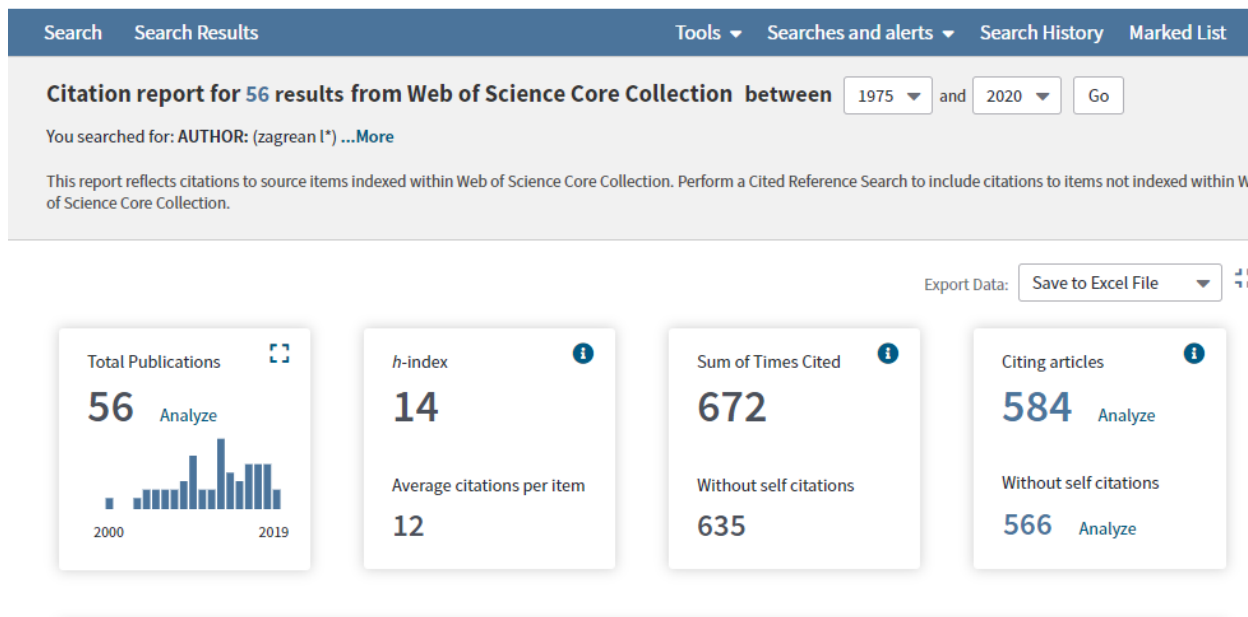 Search Search Results Tools Searches and alerts Search History Marked List
Citation report for 56 results from Web of Science Core Collection between 1975 and 2020 Go
You searched for: AUTHOR: (zagrean l*) ...More
This report reflects citations to source items indexed within Web of Science Core Collection. Perform a Cited Reference Search to include citations to items not indexed within W
of Science Core Collection.
Export Data: Save to Excel File
Total Publications
56 Analyze
2000 2019
h-index
14
Average citations per item
12
Sum of Times Cited
672
Without self citations
635
Citing articles
584 Analyze
Without self citations
566 Analyze